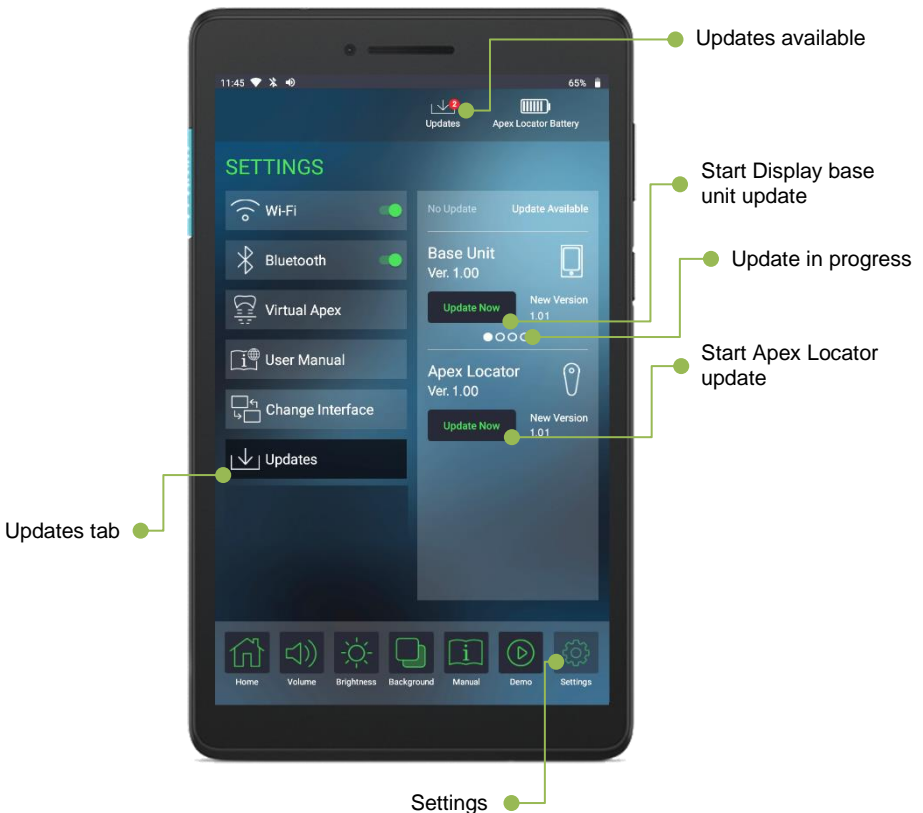 Updates available
11:45
65%
2
Updates
Apex Locator Battery
SETTINGS
Wi-Fi
Bluetooth
Virtual Apex
User Manual
Change Interface
Updates
No Update
Update Available
Base Unit
Ver. 1.00
Update Now
New Version
1.01
Apex Locator
Ver. 1.00
Update Now
New Version
1.01
Start Display base
unit update
Update in progress
Start Apex Locator
update
Updates tab
Home
Volume
Brightness
Background
Manual
Demo
Settings
Settings